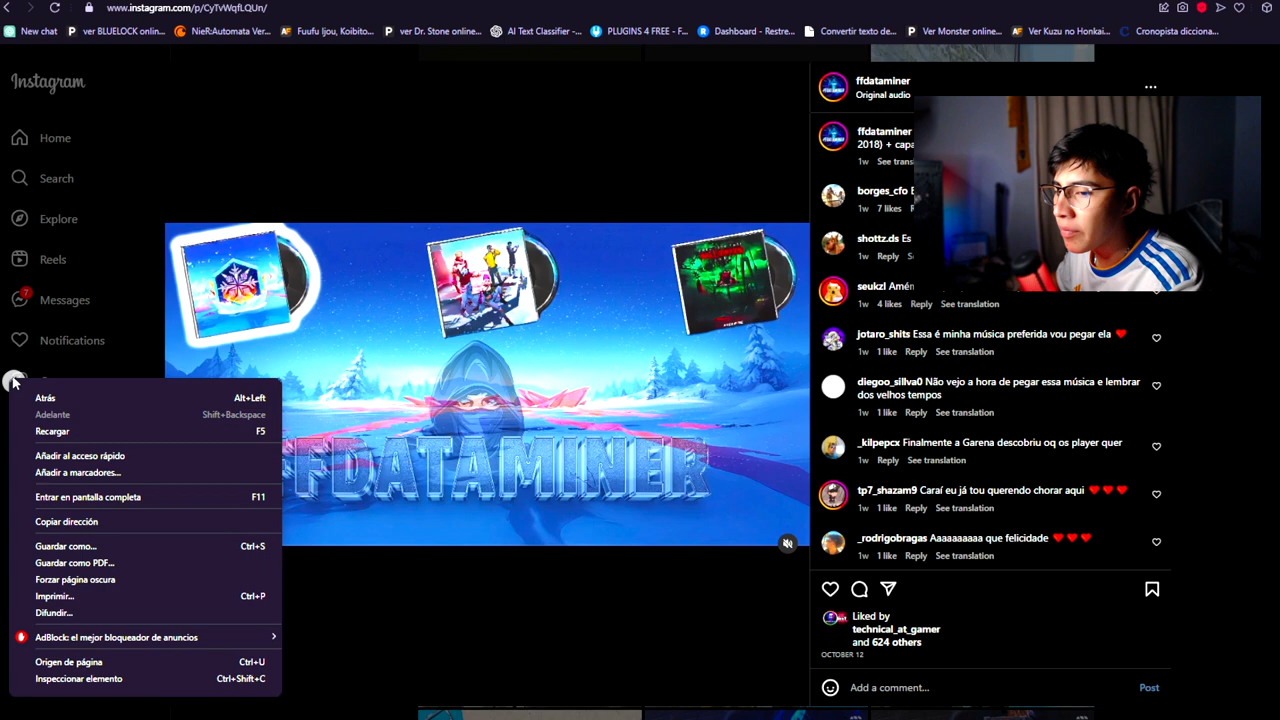 www.instagram.com/p/CyTvWqfLQUn/
New chat
ver BLUELOCK online...
NieR:Automata Ver...
Fuufu Ijou, Koibito...
ver Dr. Stone online...
AI Text Classifier -...
PLUGINS 4 FREE - F...
Dashboard - Restre...
Convertir texto de...
Ver Monster online...
Ver Kuzu no Honkai...
Cronopista dicciona...
Instagram
Home
Search
Explore
Reels
7
Messages
Notifications
Atrás Alt+Left
Adelante Shift+Backspace
Recargar F5
Añadir al acceso rápido
Añadir a marcadores...
Entrar en pantalla completa F11
Copiar dirección
Guardar como... Ctrl+S
Guardar como PDF...
Forzar página oscura
Imprimir... Ctrl+P
Difundir...
AdBlock: el mejor bloqueador de anuncios
Origen de página Ctrl+U
Inspeccionar elemento Ctrl+Shift+C
FFDATAMINER
ffdataminer
Original audio
ffdataminer
2018) + capa
1w See trans
borges_cfo E
1w 7 likes R
shottz.ds Es
1w Reply S
seukzl Amén
1w 4 likes Reply See translation
jotaro_shits Essa é minha música preferida vou pegar ela ❤
1w 1 like Reply See translation
diegoo_sillva0 Não vejo a hora de pegar essa música e lembrar
dos velhos tempos
1w 1 like Reply See translation
_kilpepcx Finalmente a Garena descobriu oq os player quer
1w Reply See translation
tp7_shazam9 Caraí eu já tou querendo chorar aqui ❤❤❤
1w 1 like Reply See translation
_rodrigobragas Aaaaaaaaaa que felicidade ❤❤❤
1w 1 like Reply See translation
Liked by
technical_at_gamer
and 624 others
OCTOBER 12
Add a comment... Post